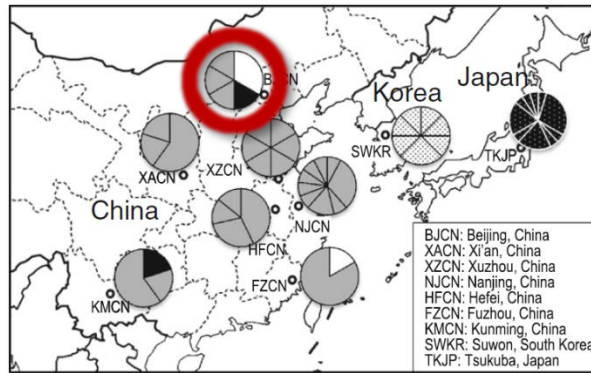 BJCN
Korea
Japan
SWKR
TKJP
XACN
XZCN
China
NJCN
HFCN
FZCN
KMCN
BJCN: Beijing, China
XACN: Xi'an, China
XZCN: Xuzhou, China
NJCN: Nanjing, China
HFCN: Hefei, China
FZCN: Fuzhou, China
KMCN: Kunming, China
SWKR: Suwon, South Korea
TKJP: Tsukuba, Japan